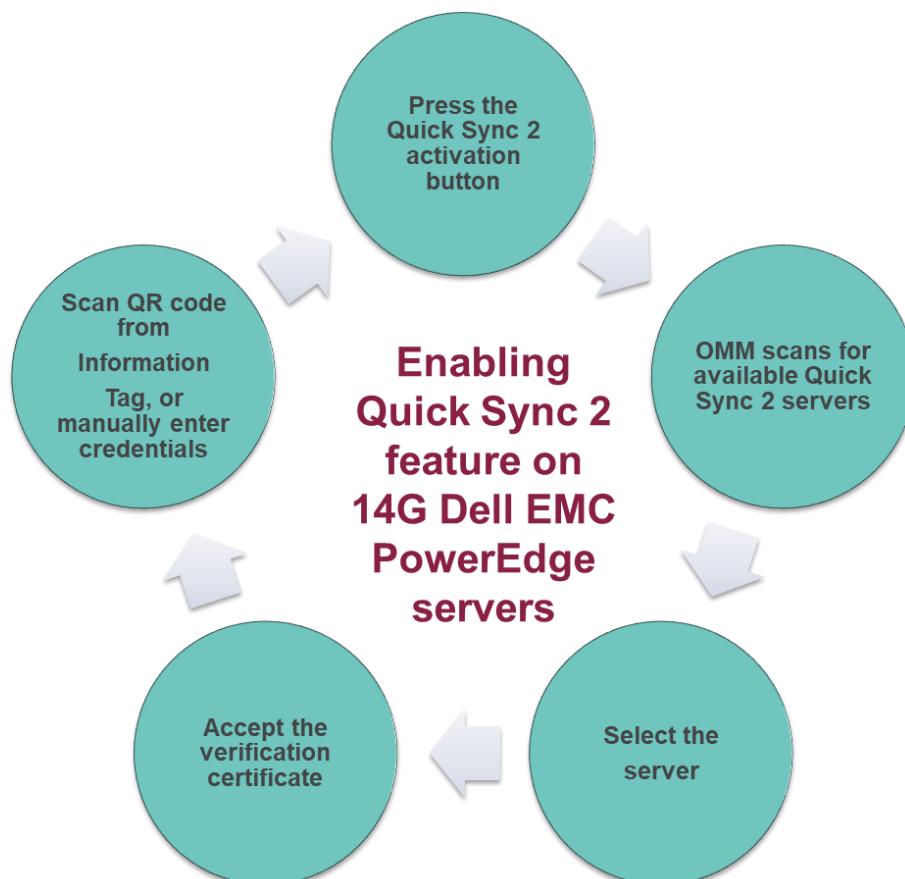 Press the
Quick Sync 2
activation
button
OMM scans for
available Quick
Sync 2 servers
Select the
server
Accept the
verification
certificate
Scan QR code
from
Information
Tag, or
manually enter
credentials
Enabling
Quick Sync 2
feature on
14G Dell EMC
PowerEdge
servers